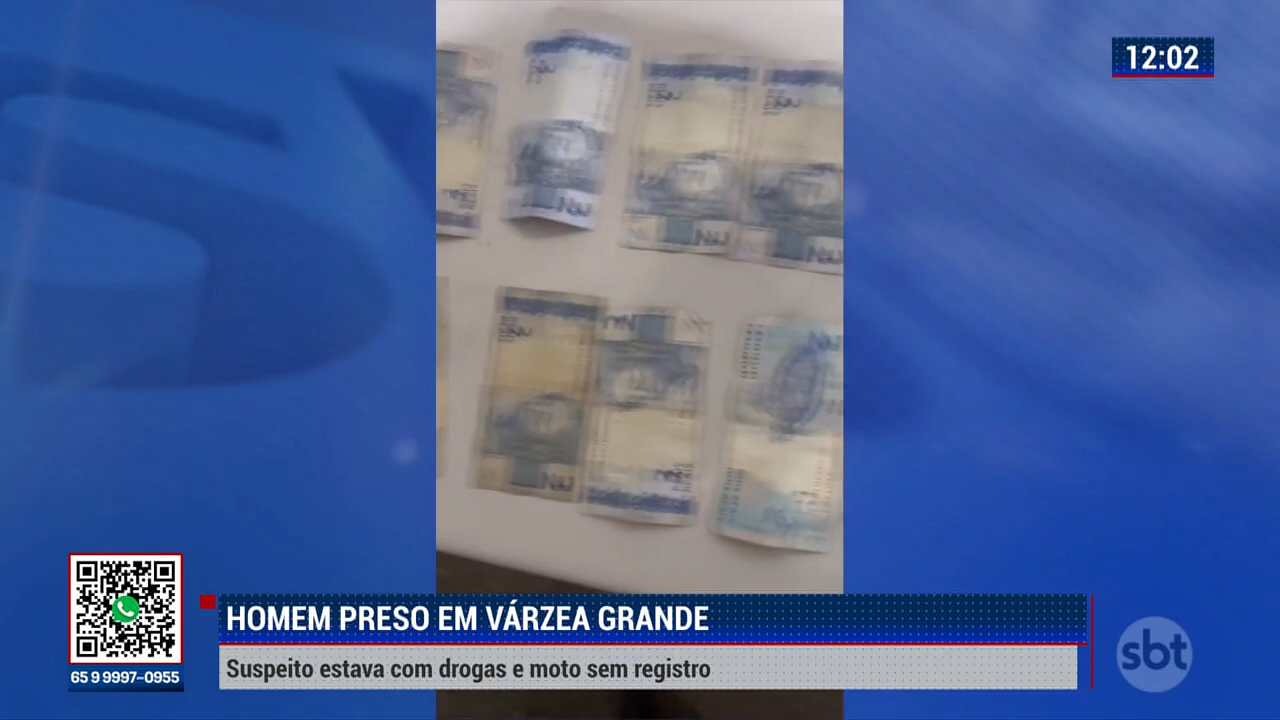 12:02
HOMEM PRESO EM VÁRZEA GRANDE
Suspeito estava com drogas e moto sem registro
65 9 9997-0955
sbt